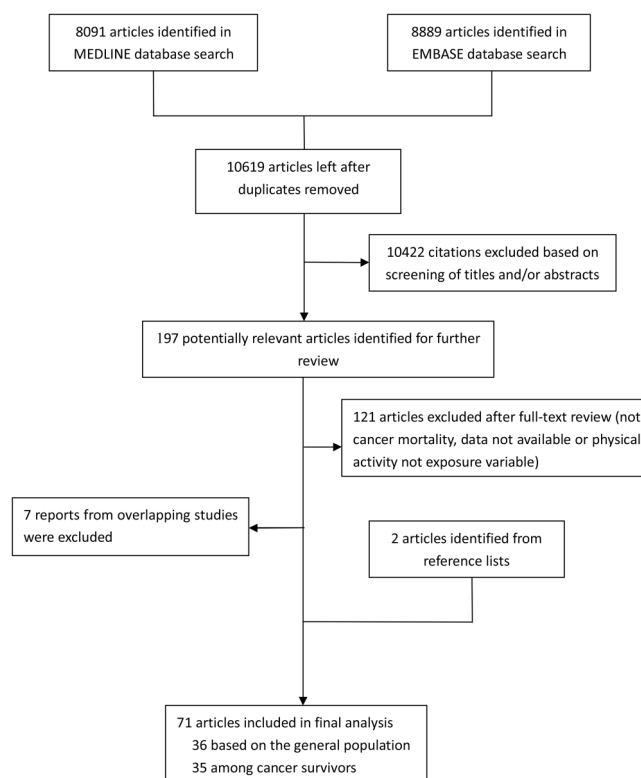 8091 articles identified in
MEDLINE database search
8889 articles identified in
EMBASE database search
10619 articles left after
duplicates removed
10422 citations excluded based on
screening of titles and/or abstracts
197 potentially relevant articles identified for further
review
121 articles excluded after full-text review (not
cancer mortality, data not available or physical
activity not exposure variable)
7 reports from overlapping studies
were excluded
2 articles identified from
reference lists
71 articles included in final analysis
36 based on the general population
35 among cancer survivors